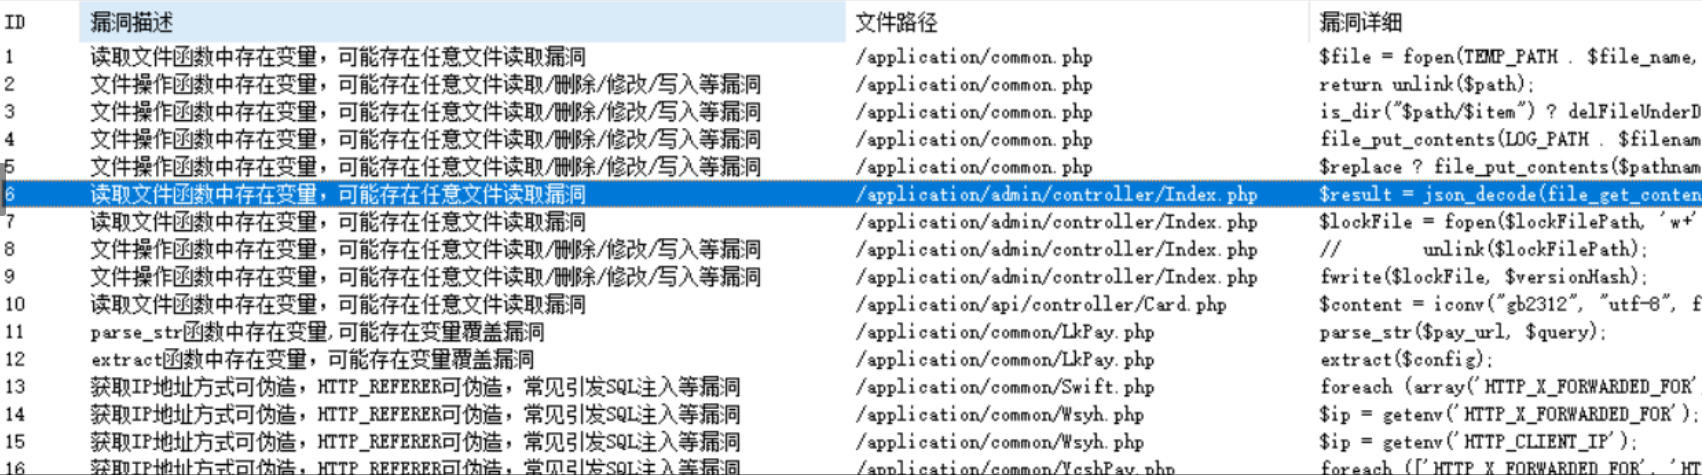 ID 漏洞描述 文件路径 漏洞详细
1 读取文件函数中存在变量，可能存在任意文件读取漏洞 /application/common.php $file = fopen(TEMP_PATH . $file_name,
2 文件操作函数中存在变量，可能存在任意文件读取/删除/修改/写入等漏洞 /application/common.php return unlink($path);
3 文件操作函数中存在变量，可能存在任意文件读取/删除/修改/写入等漏洞 /application/common.php is_dir("$path/$item") ? delFileUnderD
4 文件操作函数中存在变量，可能存在任意文件读取/删除/修改/写入等漏洞 /application/common.php file_put_contents(LOG_PATH . $filenam
5 文件操作函数中存在变量，可能存在任意文件读取/删除/修改/写入等漏洞 /application/common.php $replace ? file_put_contents($pathnam
6 读取文件函数中存在变量，可能存在任意文件读取漏洞 /application/admin/controller/Index.php $result = json_decode(file_get_conten
7 读取文件函数中存在变量，可能存在任意文件读取漏洞 /application/admin/controller/Index.php $lockFile = fopen($lockFilePath, 'w+'
8 文件操作函数中存在变量，可能存在任意文件读取/删除/修改/写入等漏洞 /application/admin/controller/Index.php // unlink($lockFilePath);
9 文件操作函数中存在变量，可能存在任意文件读取/删除/修改/写入等漏洞 /application/admin/controller/Index.php fwrite($lockFile, $versionHash);
10 读取文件函数中存在变量，可能存在任意文件读取漏洞 /application/api/controller/Card.php $content = iconv("gb2312", "utf-8", f
11 parse_str函数中存在变量,可能存在变量覆盖漏洞 /application/common/LkPay.php parse_str($pay_url, $query);
12 extract函数中存在变量，可能存在变量覆盖漏洞 /application/common/LkPay.php extract($config);
13 获取IP地址方式可伪造，HTTP_REFERER可伪造，常见引发SQL注入等漏洞 /application/common/Swift.php foreach (array('HTTP_X_FORWARDED_FOR',
14 获取IP地址方式可伪造，HTTP_REFERER可伪造，常见引发SQL注入等漏洞 /application/common/Wsyh.php $ip = getenv('HTTP_X_FORWARDED_FOR');
15 获取IP地址方式可伪造，HTTP_REFERER可伪造，常见引发SQL注入等漏洞 /application/common/Wsyh.php $ip = getenv('HTTP_CLIENT_IP');
16 获取IP地址方式可伪造，HTTP_REFERER可伪造，常见引发SQL注入等漏洞 /application/common/YcshPay.php foreach (['HTTP_X_FORWARDED_FOR', 'HT